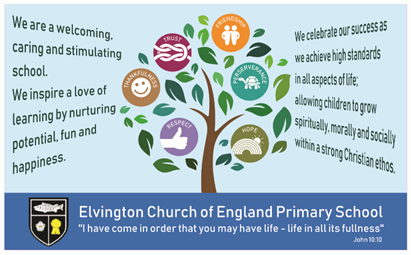 We are a welcoming,
caring and stimulating
school.
We inspire a love of
learning by nurturing
potential, fun and
happiness.
FRIENDSHIP
TRUST
THANKFULNESS
PERSEVERANCE
RESPECT
HOPE
We celebrate our success as
we achieve high standards
in all aspects of life;
allowing children to grow
spiritually, morally and socially
within a strong Christian ethos.
Elvington Church of England Primary School
"I have come in order that you may have life - life in all its fullness"
John 10:10